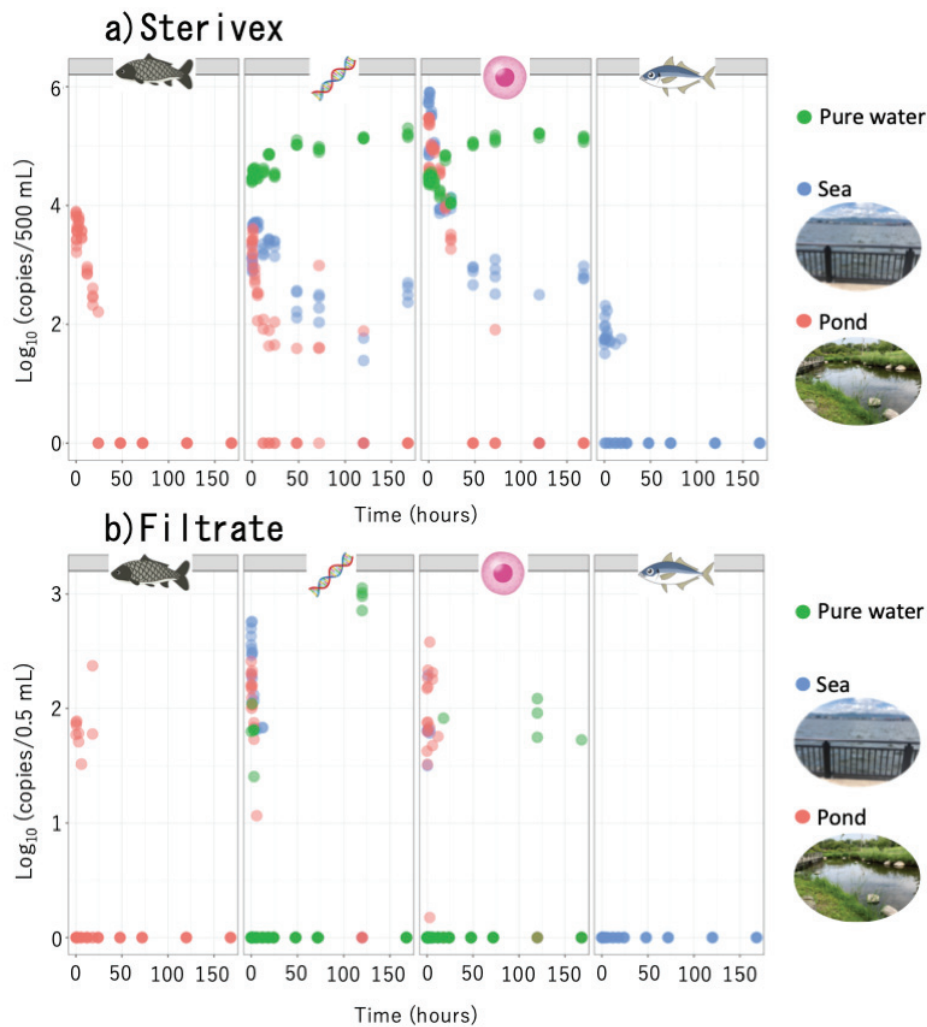 a)Sterivex
6
4
2
0
Log10 (copies/500 mL)
0 50 100 150 0 50 100 150 0 50 100 150 0 50 100 150
Time (hours)
Pure water
Sea
Pond
b)Filtrate
3
2
1
0
Log10 (copies/0.5 mL)
0 50 100 150 0 50 100 150 0 50 100 150 0 50 100 150
Time (hours)
Pure water
Sea
Pond